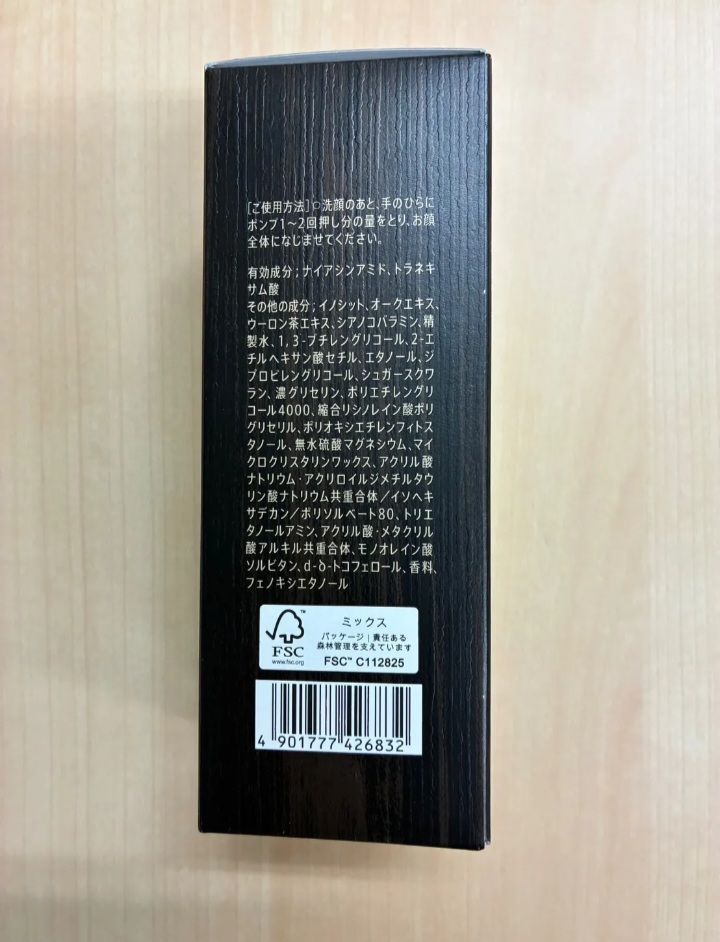 [ご使用方法]○洗顔のあと、手のひらに
ポンプ1〜2回押し分の量をとり、お顔
全体になじませてください。
有効成分;ナイアシンアミド、トラネキ
サム酸
その他の成分;イノシット、オークエキス、
ウーロン茶エキス、シアノコバラミン、精
製水、1,3-ブチレングリコール、2-エ
チルヘキサン酸セチル、エタノール、ジ
プロピレングリコール、シュガースクワ
ラン、濃グリセリン、ポリエチレングリ
コール4000、縮合リシノレイン酸ポリ
グリセリル、ポリオキシエチレンフィトス
タノール、無水硫酸マグネシウム、マイ
クロクリスタリンワックス、アクリル酸
ナトリウム・アクリロイルジメチルタウ
リン酸ナトリウム共重合体/イソヘキ
サデカン/ポリソルベート80、トリエ
タノールアミン、アクリル酸・メタクリル
酸アルキル共重合体、モノオレイン酸
ソルビタン、d-δ-トコフェロール、香料、
フェノキシエタノール
FSC
www.fsc.org
ミックス
パッケージ|責任ある
森林管理を支えています
FSC™ C112825
4 901777 426832